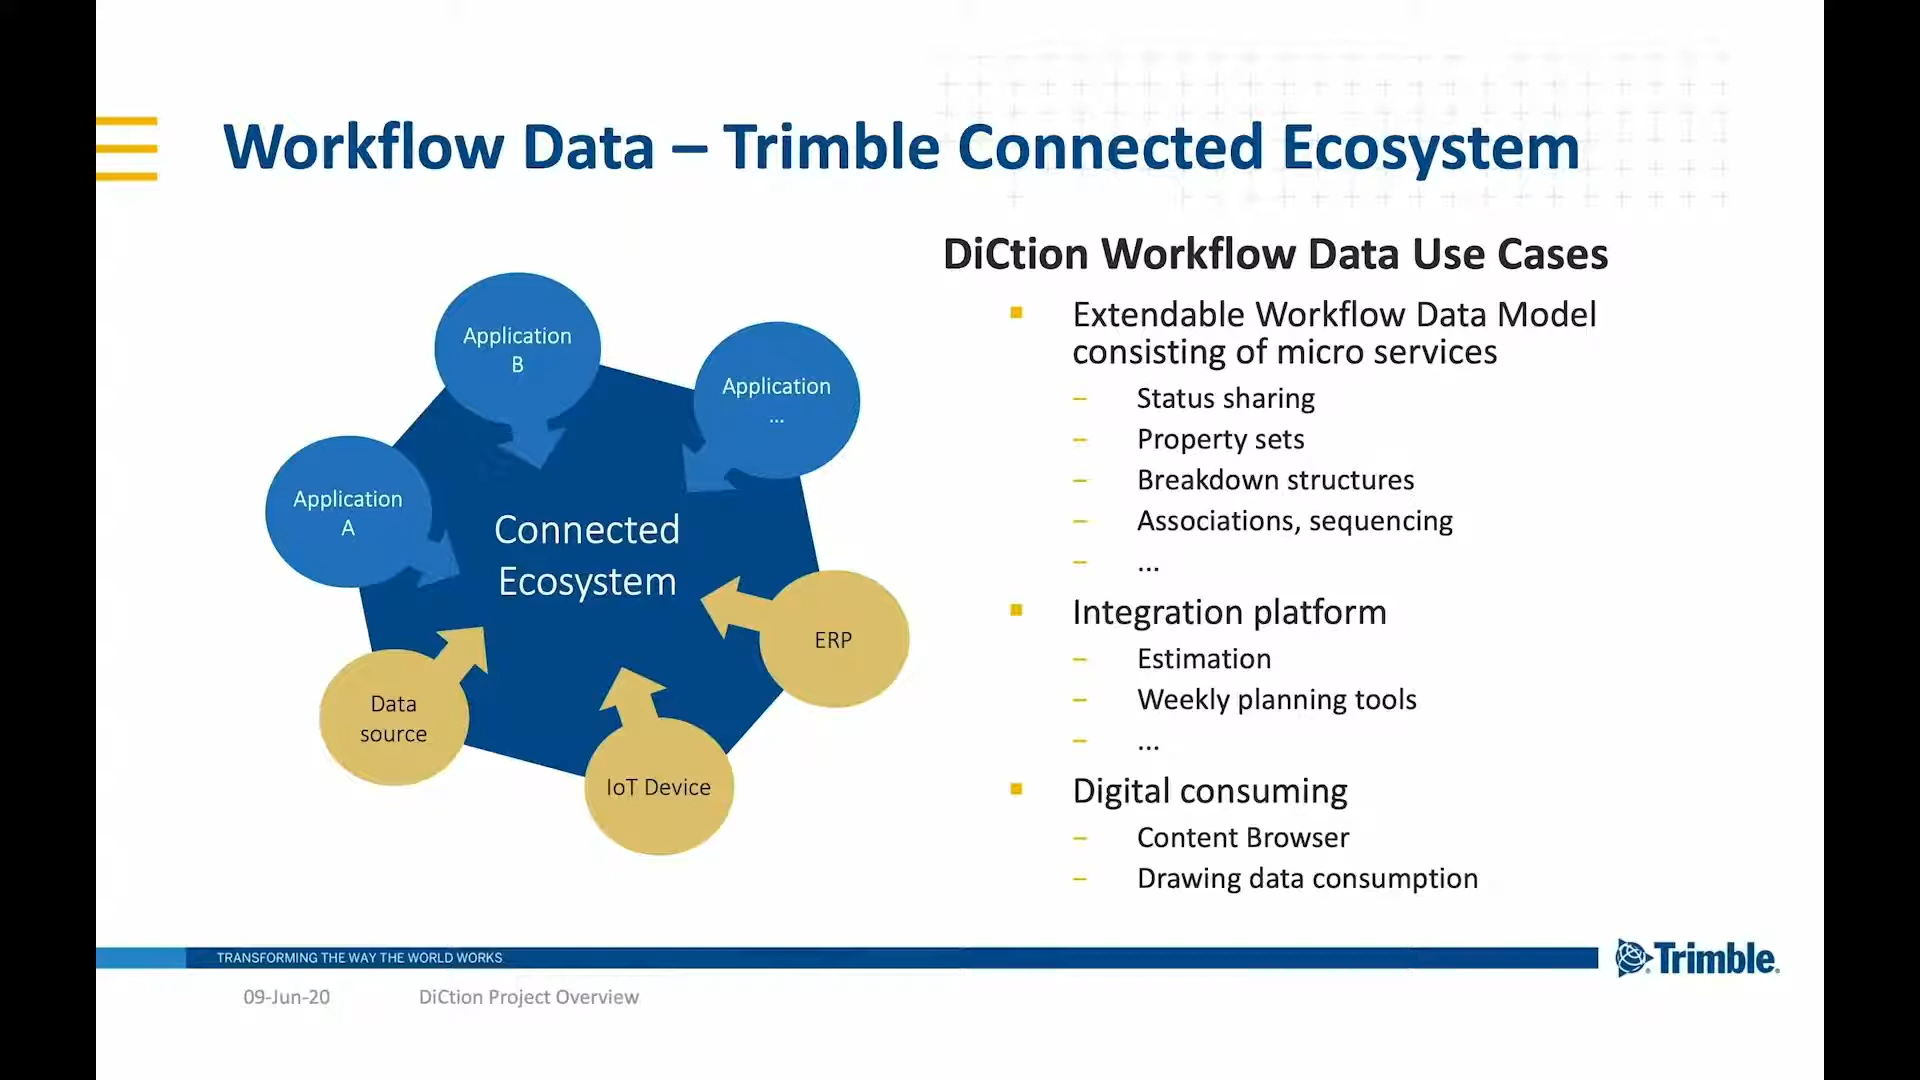 Workflow Data – Trimble Connected Ecosystem
Application
B
Application
...
Application
A
Connected
Ecosystem
ERP
Data
source
IoT Device
DiCtion Workflow Data Use Cases
Extendable Workflow Data Model
consisting of micro services
– Status sharing
– Property sets
– Breakdown structures
– Associations, sequencing
– ...
Integration platform
– Estimation
– Weekly planning tools
– ...
Digital consuming
– Content Browser
– Drawing data consumption
TRANSFORMING THE WAY THE WORLD WORKS
Trimble.
09-Jun-20
DiCtion Project Overview